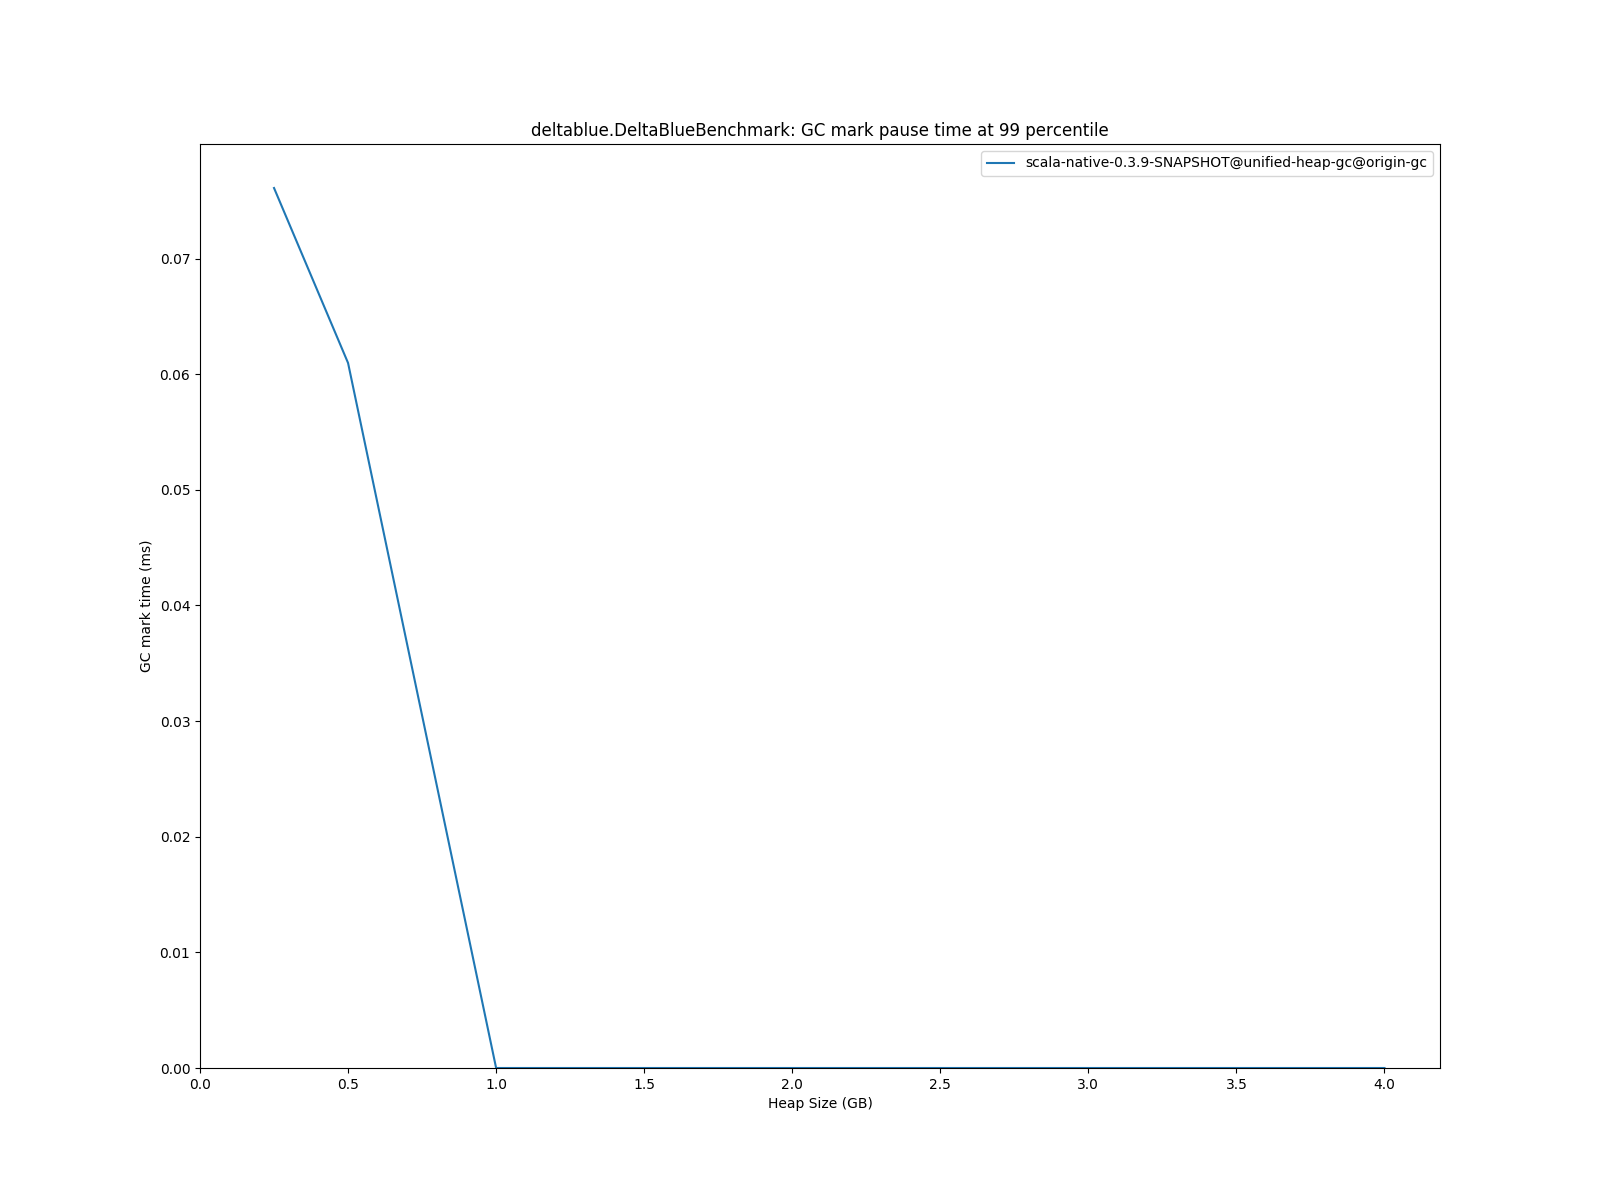 deltablue.DeltaBlueBenchmark: GC mark pause time at 99 percentile
scala-native-0.3.9-SNAPSHOT@unified-heap-gc@origin-gc
0.07
0.06
0.05
0.04
0.03
0.02
0.01
0.00
GC mark time (ms)
0.0 0.5 1.0 1.5 2.0 2.5 3.0 3.5 4.0
Heap Size (GB)